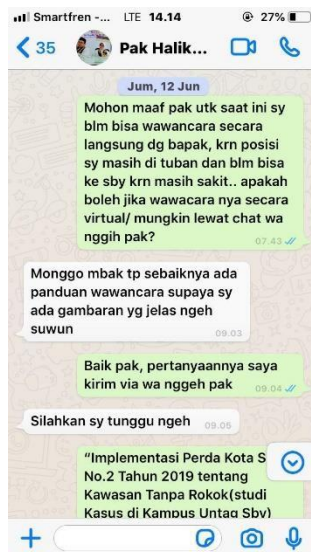 Smartfren -... LTE 14.14 27%
35 Pak Halik...
Jum, 12 Jun
Mohon maaf pak utk saat ini sy
blm bisa wawancara secara
langsung dg bapak, krn posisi
sy masih di tuban dan blm bisa
ke sby krn masih sakit.. apakah
boleh jika wawacara nya secara
virtual/ mungkin lewat chat wa
nggih pak?
07.43
Monggo mbak tp sebaiknya ada
panduan wawancara supaya sy
ada gambaran yg jelas ngeh
suwun
09.03
Baik pak, pertanyaannya saya
kirim via wa nggeh pak
09.04
Silahkan sy tunggu ngeh
09.05
"Implementasi Perda Kota S
No.2 Tahun 2019 tentang
Kawasan Tanpa Rokok(studi
Kasus di Kampus Untag Sby)